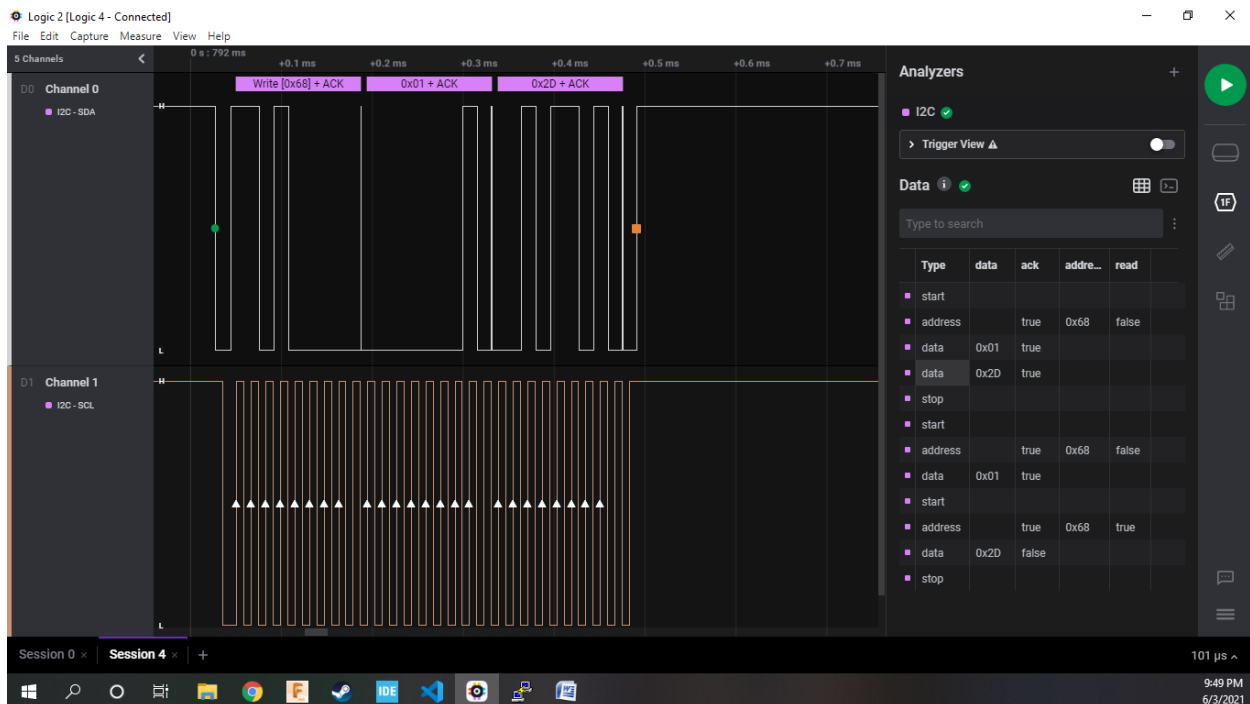 Logic 2 [Logic 4 - Connected]
File Edit Capture Measure View Help
5 Channels
0 s : 792 ms
+0.1 ms +0.2 ms +0.3 ms +0.4 ms +0.5 ms +0.6 ms +0.7 ms
Write [0x68] + ACK 0x01 + ACK 0x2D + ACK
D0 Channel 0
I2C - SDA
H
L
D1 Channel 1
I2C - SCL
H
L
Analyzers
I2C
Trigger View
Data
Type to search
Type data ack addre... read
start
address true 0x68 false
data 0x01 true
data 0x2D true
stop
start
address true 0x68 false
data 0x01 true
start
address true 0x68 true
data 0x2D false
stop
1F
Session 0 Session 4
101 µs
IDE
9:49 PM
6/3/2021